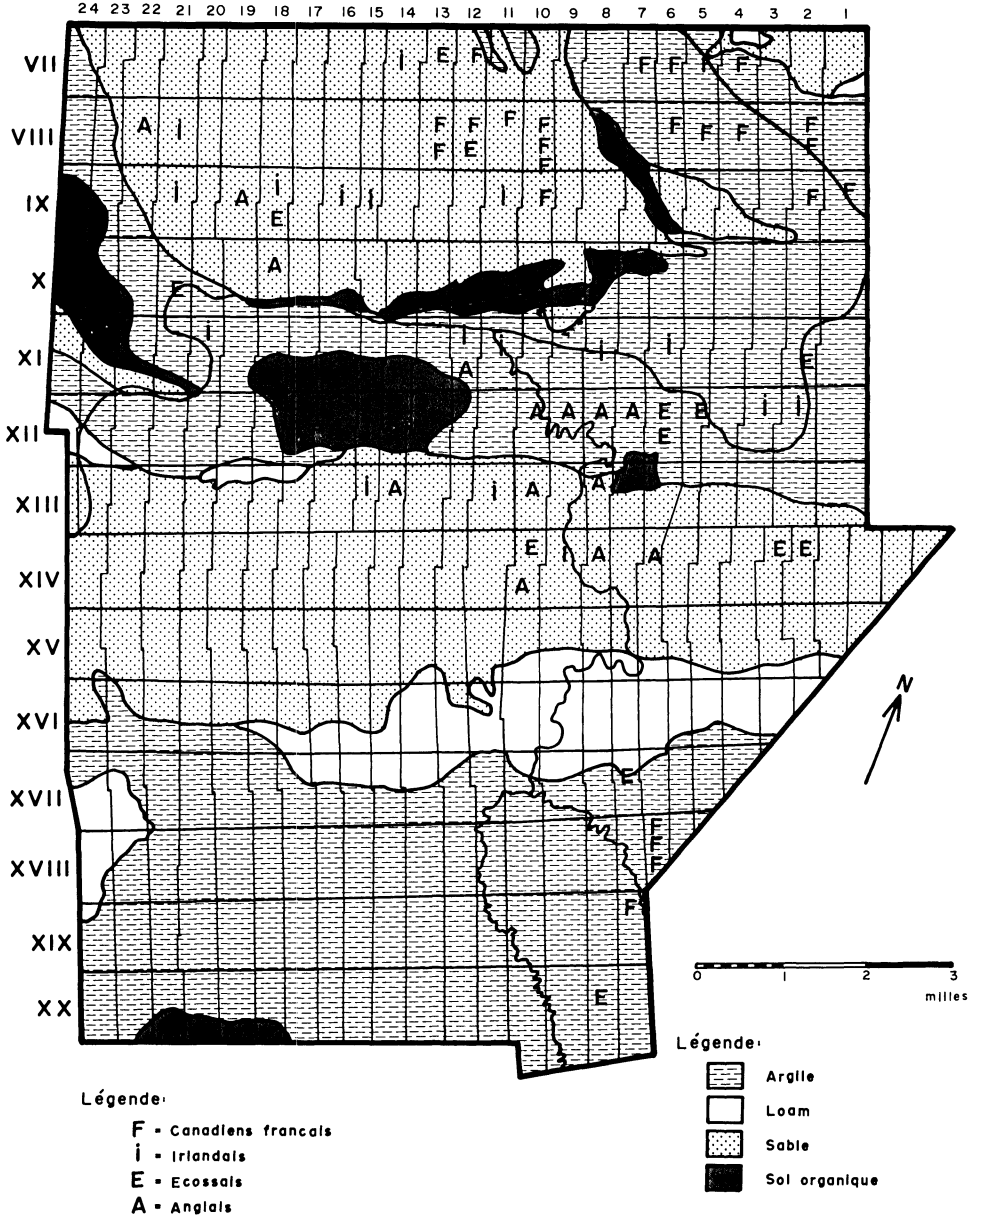 24 23 22 21 20 19 18 17 16 15 14 13 12 11 10 9 8 7 6 5 4 3 2 1
VII
i E F F F F F
VIII
A i F F F F F F F F
F E F F
F
IX
i A i i i i F F F
E
X
A
E
XI
i i i i i
A E
XII
A A A A E E i i
E
XIII
i A i A A
XIV
E i A A E E
A
XV
XVI
N
XVII
E
F
XVIII
F
F
F
XIX
XX
E
0 1 2 3
milles
Légende:
F - Canadiens francais
i - Irlandais
E - Ecossais
A - Anglais
Légende:
Argile
Loam
Sable
Sol organique